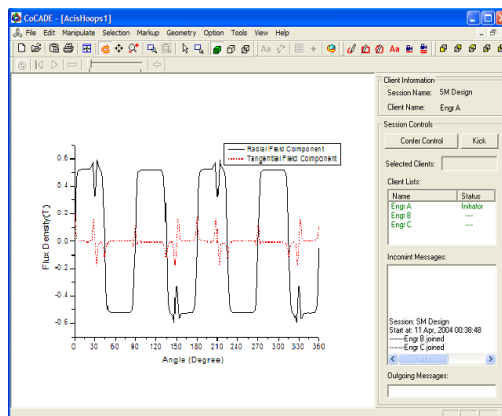 CoCADE - [AcisHoops1]
File Edit Manipulate Selection Markup Geometry Option Tools View Help
Aa
Aa
Client Information
Session Name: SM Design
Client Name: Engr A
Session Controls
Confer Control Kick
Selected Clients:
Client Lists:
Name Status
Engr A Initiator
Engr B ----
Engr C ----
Incomint Messages:
Session: SM Design
Start at: 11 Apr, 2004 00:38:48
------Engr B joined
------Engr C joined
Outgoing Messages:
Radial Field Component
Tangential Field Component
Flux Density(T)
0.6
0.4
0.2
0.0
-0.2
-0.4
-0.6
0 30 60 90 120 150 180 210 240 270 300 330 360
Angle (Degree)